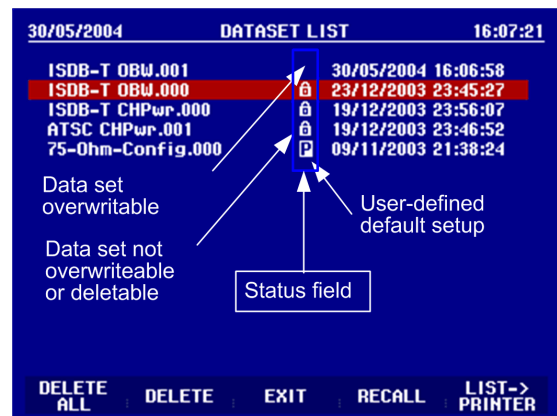 30/05/2004 DATASET LIST 16:07:21
ISDB-T OBW.001 30/05/2004 16:06:58
ISDB-T OBW.000 23/12/2003 23:45:27
ISDB-T CHPwr.000 19/12/2003 23:56:07
ATSC CHPwr.001 19/12/2003 23:46:52
75-Ohm-Config.000 P 09/11/2003 21:38:24
Data set
overwritable
User-defined
default setup
Data set not
overwriteable
or deletable
Status field
DELETE ALL DELETE EXIT RECALL LIST-> PRINTER